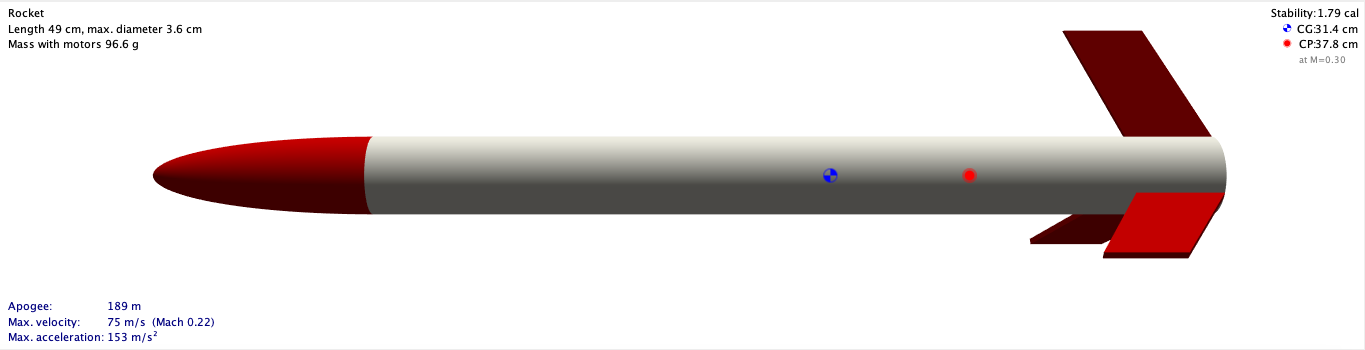 Rocket
Length 49 cm, max. diameter 3.6 cm
Mass with motors 96.6 g
Stability:1.79 cal
CG:31.4 cm
CP:37.8 cm
at M=0.30
Apogee: 189 m
Max. velocity: 75 m/s (Mach 0.22)
Max. acceleration: 153 m/s²